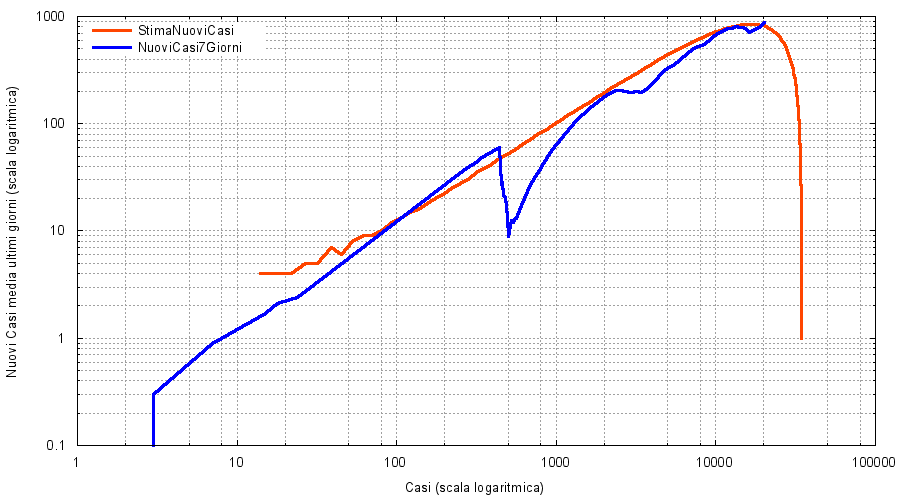 1000
StimaNuoviCasi
NuoviCasi7Giorni
100
10
1
0.1
Nuovi Casi media ultimi giorni (scala logaritmica)
1
10
100
1000
10000
100000
Casi (scala logaritmica)